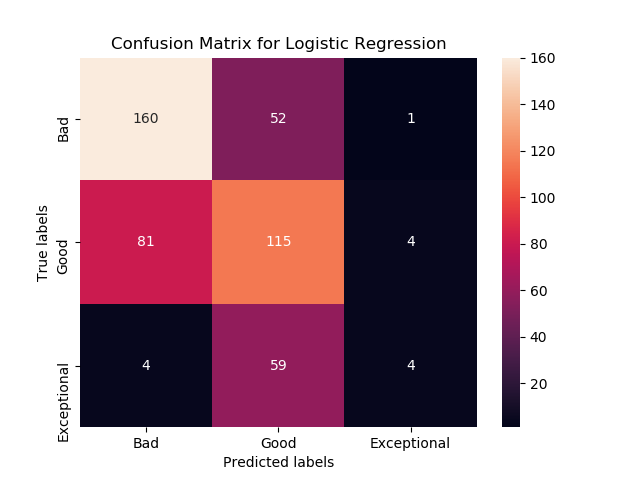 Confusion Matrix for Logistic Regression
True labels
Bad
160
52
1
Good
81
115
4
Exceptional
4
59
4
Bad
Good
Exceptional
Predicted labels
160
140
120
100
80
60
40
20